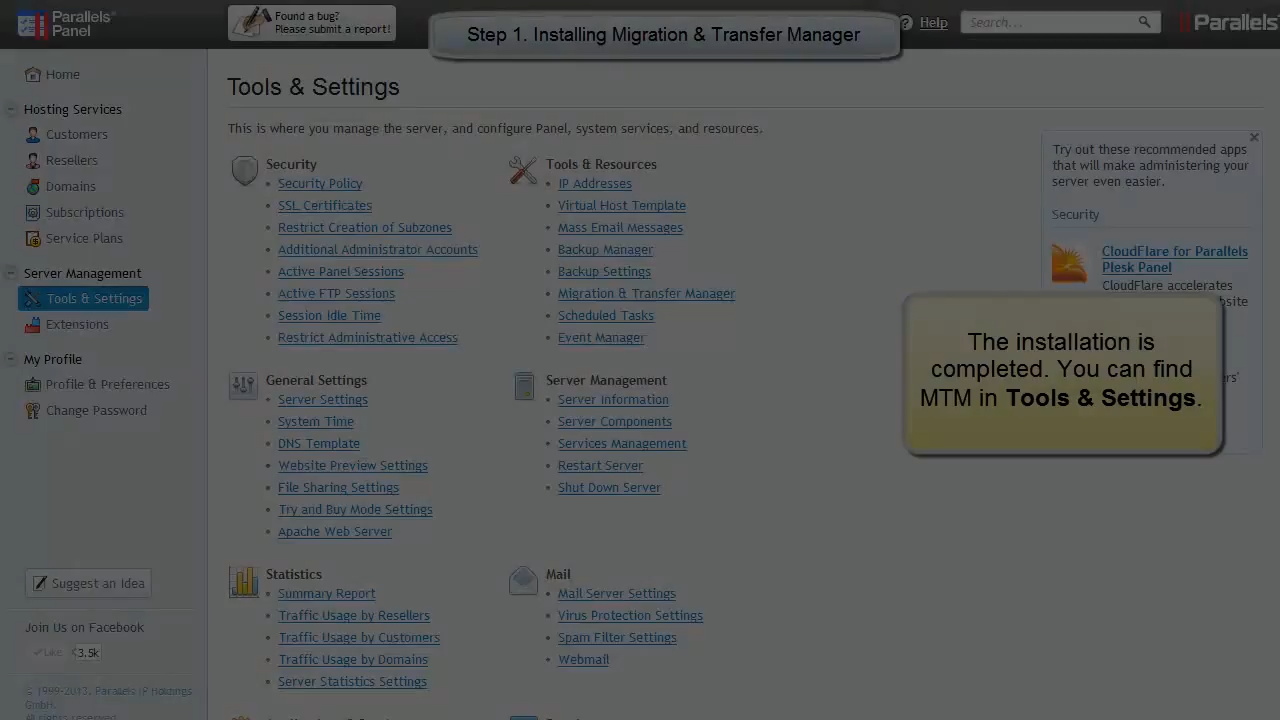 Parallels®
Panel
Found a bug?
Please submit a report!
Step 1. Installing Migration & Transfer Manager
Help
Search...
Parallels
Home
Hosting Services
Customers
Resellers
Domains
Subscriptions
Service Plans
Server Management
Tools & Settings
Extensions
My Profile
Profile & Preferences
Change Password
Suggest an Idea
Join Us on Facebook
Like
3.5k
© 1999-2013. Parallels IP Holdings
GmbH.
All rights reserved
Tools & Settings
This is where you manage the server, and configure Panel, system services, and resources.
Security
Security Policy
SSL Certificates
Restrict Creation of Subzones
Additional Administrator Accounts
Active Panel Sessions
Active FTP Sessions
Session Idle Time
Restrict Administrative Access
Tools & Resources
IP Addresses
Virtual Host Template
Mass Email Messages
Backup Manager
Backup Settings
Migration & Transfer Manager
Scheduled Tasks
Event Manager
General Settings
Server Settings
System Time
DNS Template
Website Preview Settings
File Sharing Settings
Try and Buy Mode Settings
Apache Web Server
Server Management
Server Information
Server Components
Services Management
Restart Server
Shut Down Server
Statistics
Summary Report
Traffic Usage by Resellers
Traffic Usage by Customers
Traffic Usage by Domains
Server Statistics Settings
Mail
Mail Server Settings
Virus Protection Settings
Spam Filter Settings
Webmail
Try out these recommended apps
that will make administering your
server even easier.
Security
CloudFlare for Parallels
Plesk Panel
CloudFlare accelerates
The installation is
completed. You can find
MTM in Tools & Settings.